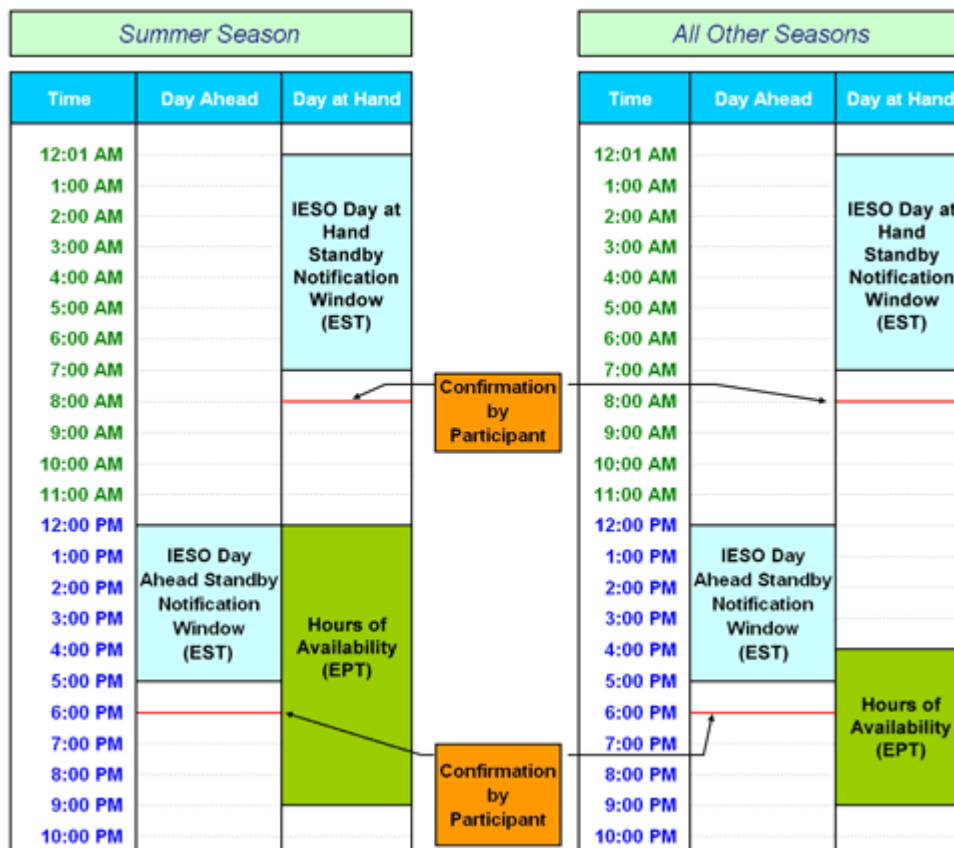 Summer Season
Time Day Ahead Day at Hand
12:01 AM
1:00 AM
2:00 AM
3:00 AM
4:00 AM
5:00 AM
6:00 AM
7:00 AM
8:00 AM
9:00 AM
10:00 AM
11:00 AM
12:00 PM
1:00 PM
2:00 PM
3:00 PM
4:00 PM
5:00 PM
6:00 PM
7:00 PM
8:00 PM
9:00 PM
10:00 PM
IESO Day
Ahead Standby
Notification
Window
(EST)
IESO Day at
Hand
Standby
Notification
Window
(EST)
Hours of
Availability
(EPT)
Confirmation
by
Participant
Confirmation
by
Participant
All Other Seasons
Time Day Ahead Day at Hand
12:01 AM
1:00 AM
2:00 AM
3:00 AM
4:00 AM
5:00 AM
6:00 AM
7:00 AM
8:00 AM
9:00 AM
10:00 AM
11:00 AM
12:00 PM
1:00 PM
2:00 PM
3:00 PM
4:00 PM
5:00 PM
6:00 PM
7:00 PM
8:00 PM
9:00 PM
10:00 PM
IESO Day
Ahead Standby
Notification
Window
(EST)
IESO Day at
Hand
Standby
Notification
Window
(EST)
Hours of
Availability
(EPT)